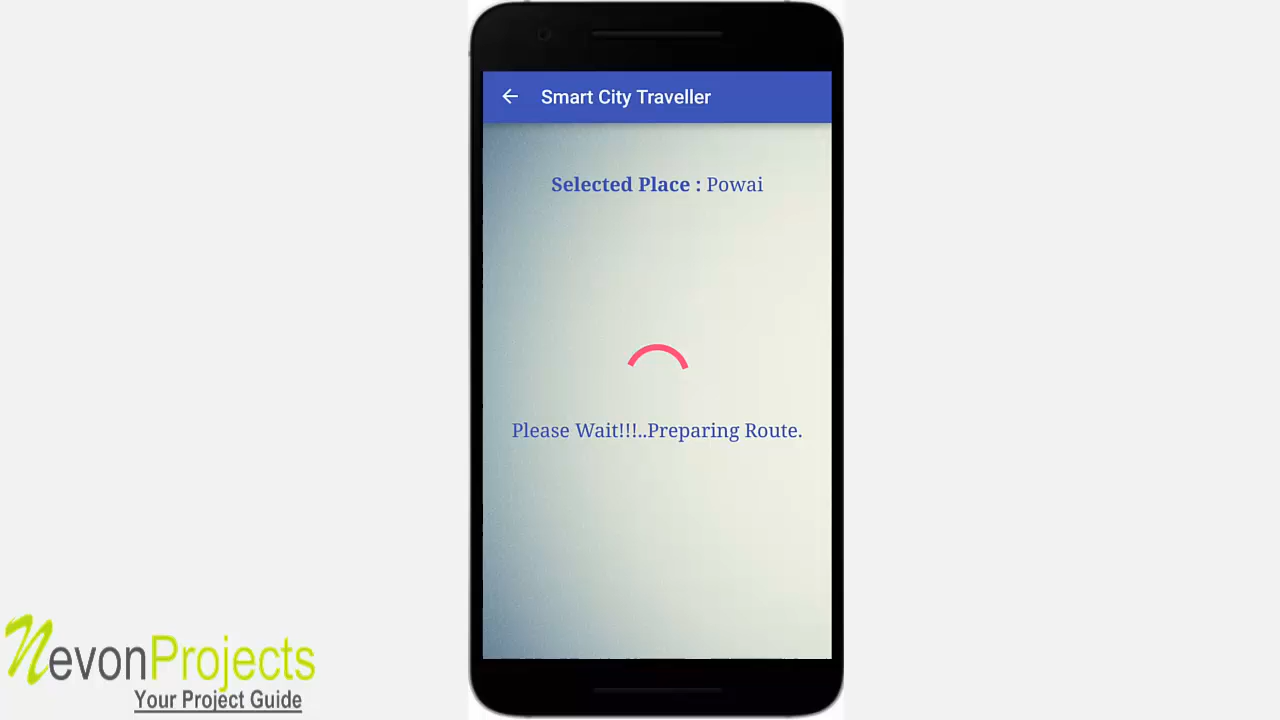 Smart City Traveller
Selected Place : Powai
Please Wait!!!..Preparing Route.
NevonProjects
Your Project Guide